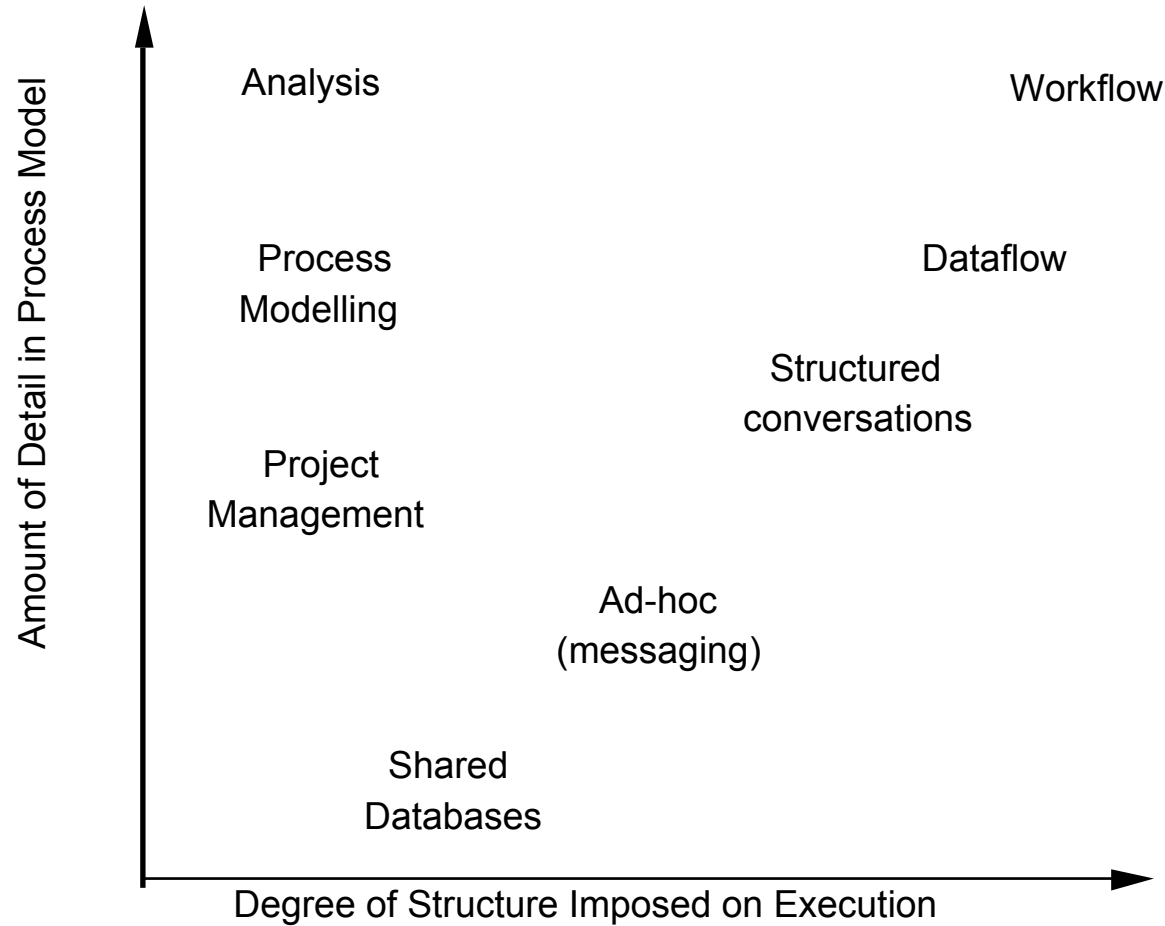 Amount of Detail in Process Model
Analysis
Workflow
Process
Modelling
Dataflow
Structured
conversations
Project
Management
Ad-hoc
(messaging)
Shared
Databases
Degree of Structure Imposed on Execution